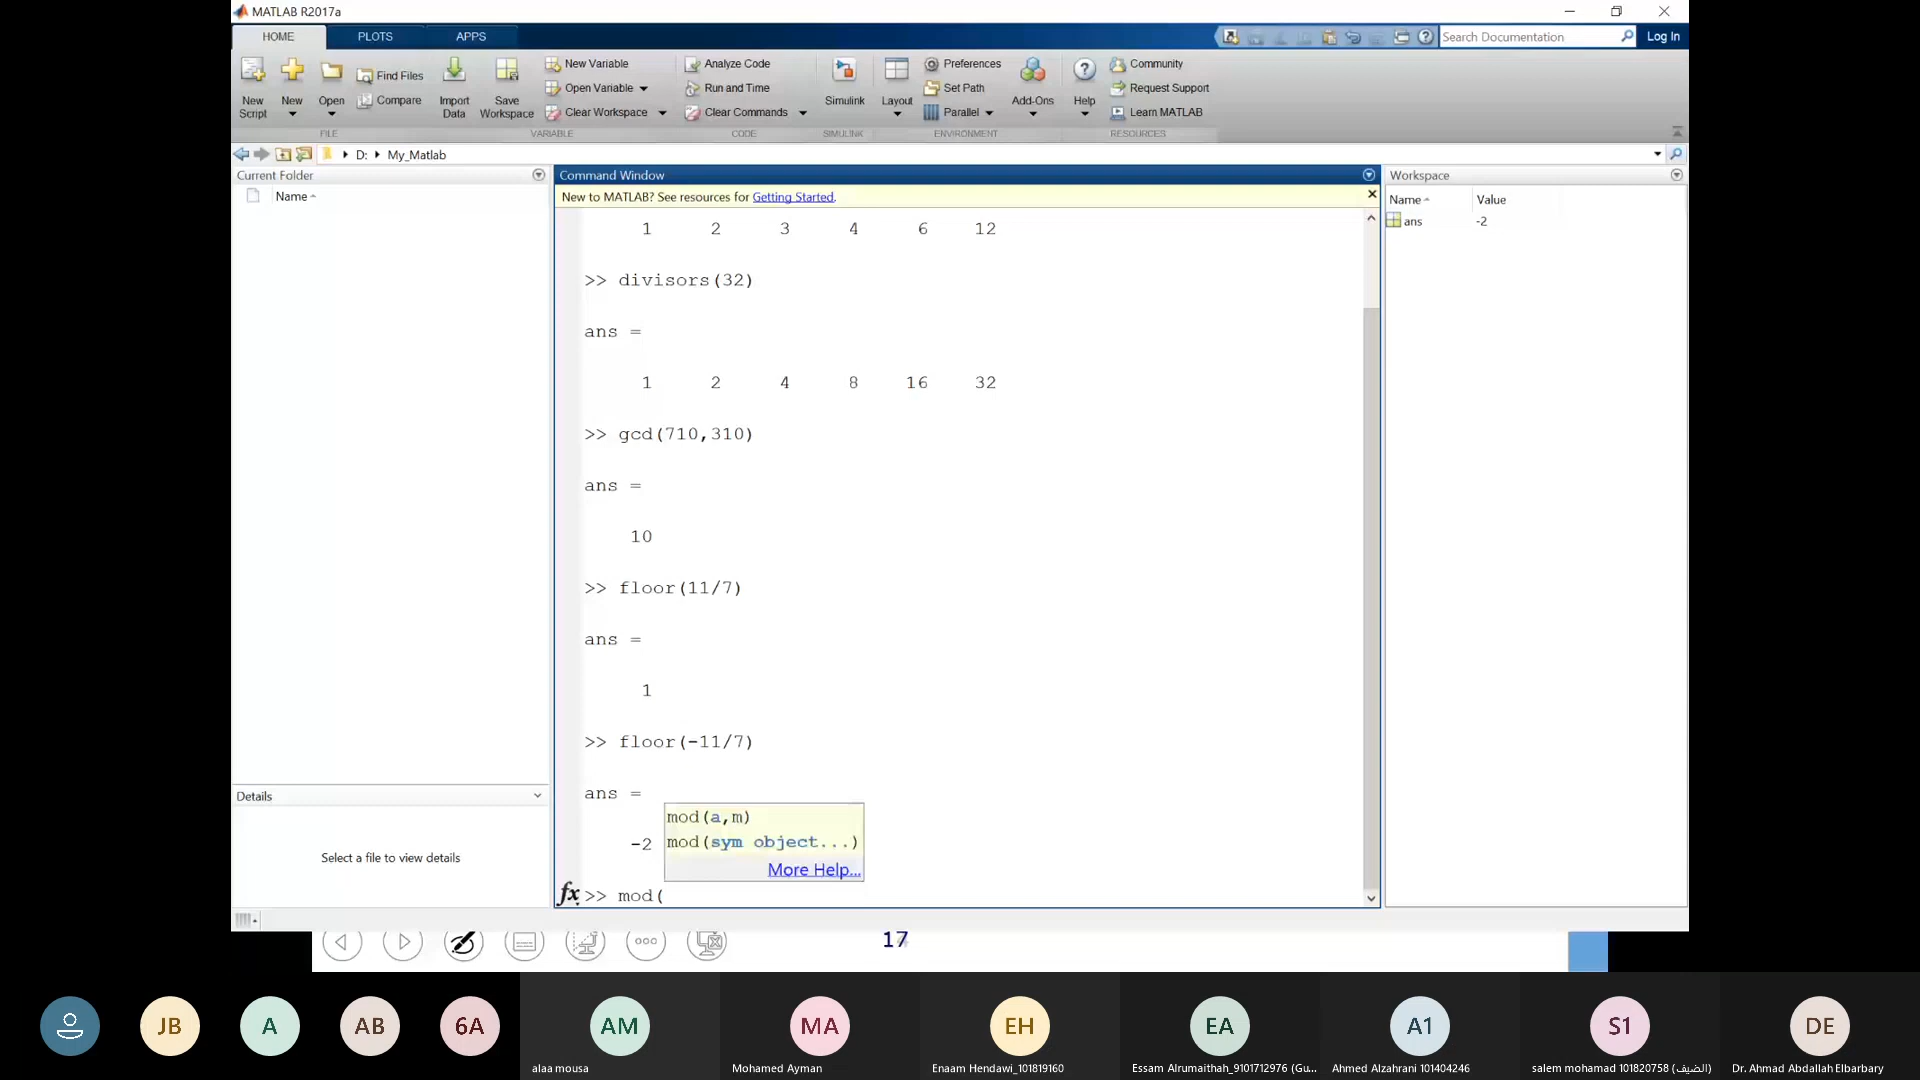 MATLAB R2017a
HOME PLOTS APPS
Search Documentation Log In
New Script
New
Open
Find Files
Compare
Import Data
Save Workspace
New Variable
Open Variable
Clear Workspace
Analyze Code
Run and Time
Clear Commands
Simulink
Layout
Preferences
Set Path
Parallel
Add-Ons
Help
Community
Request Support
Learn MATLAB
FILE VARIABLE CODE SIMULINK ENVIRONMENT RESOURCES
D: My_Matlab
Current Folder
Name
Details
Select a file to view details
Command Window
New to MATLAB? See resources for Getting Started.
1 2 3 4 6 12
>> divisors(32)
ans =
1 2 4 8 16 32
>> gcd(710,310)
ans =
10
>> floor(11/7)
ans =
1
>> floor(-11/7)
ans =
-2
mod(a,m)
mod(sym object...)
More Help...
fx >> mod(
Workspace
Name Value
ans -2
17
JB A AB 6A AM MA EH EA A1 S1 DE
alaa mousa
Mohamed Ayman
Enaam Hendawi_101819160
Essam Alrumaithah_9101712976 (Gu...
Ahmed Alzahrani 101404246
salem mohamad 101820758 (الضيف)
Dr. Ahmad Abdallah Elbarbary